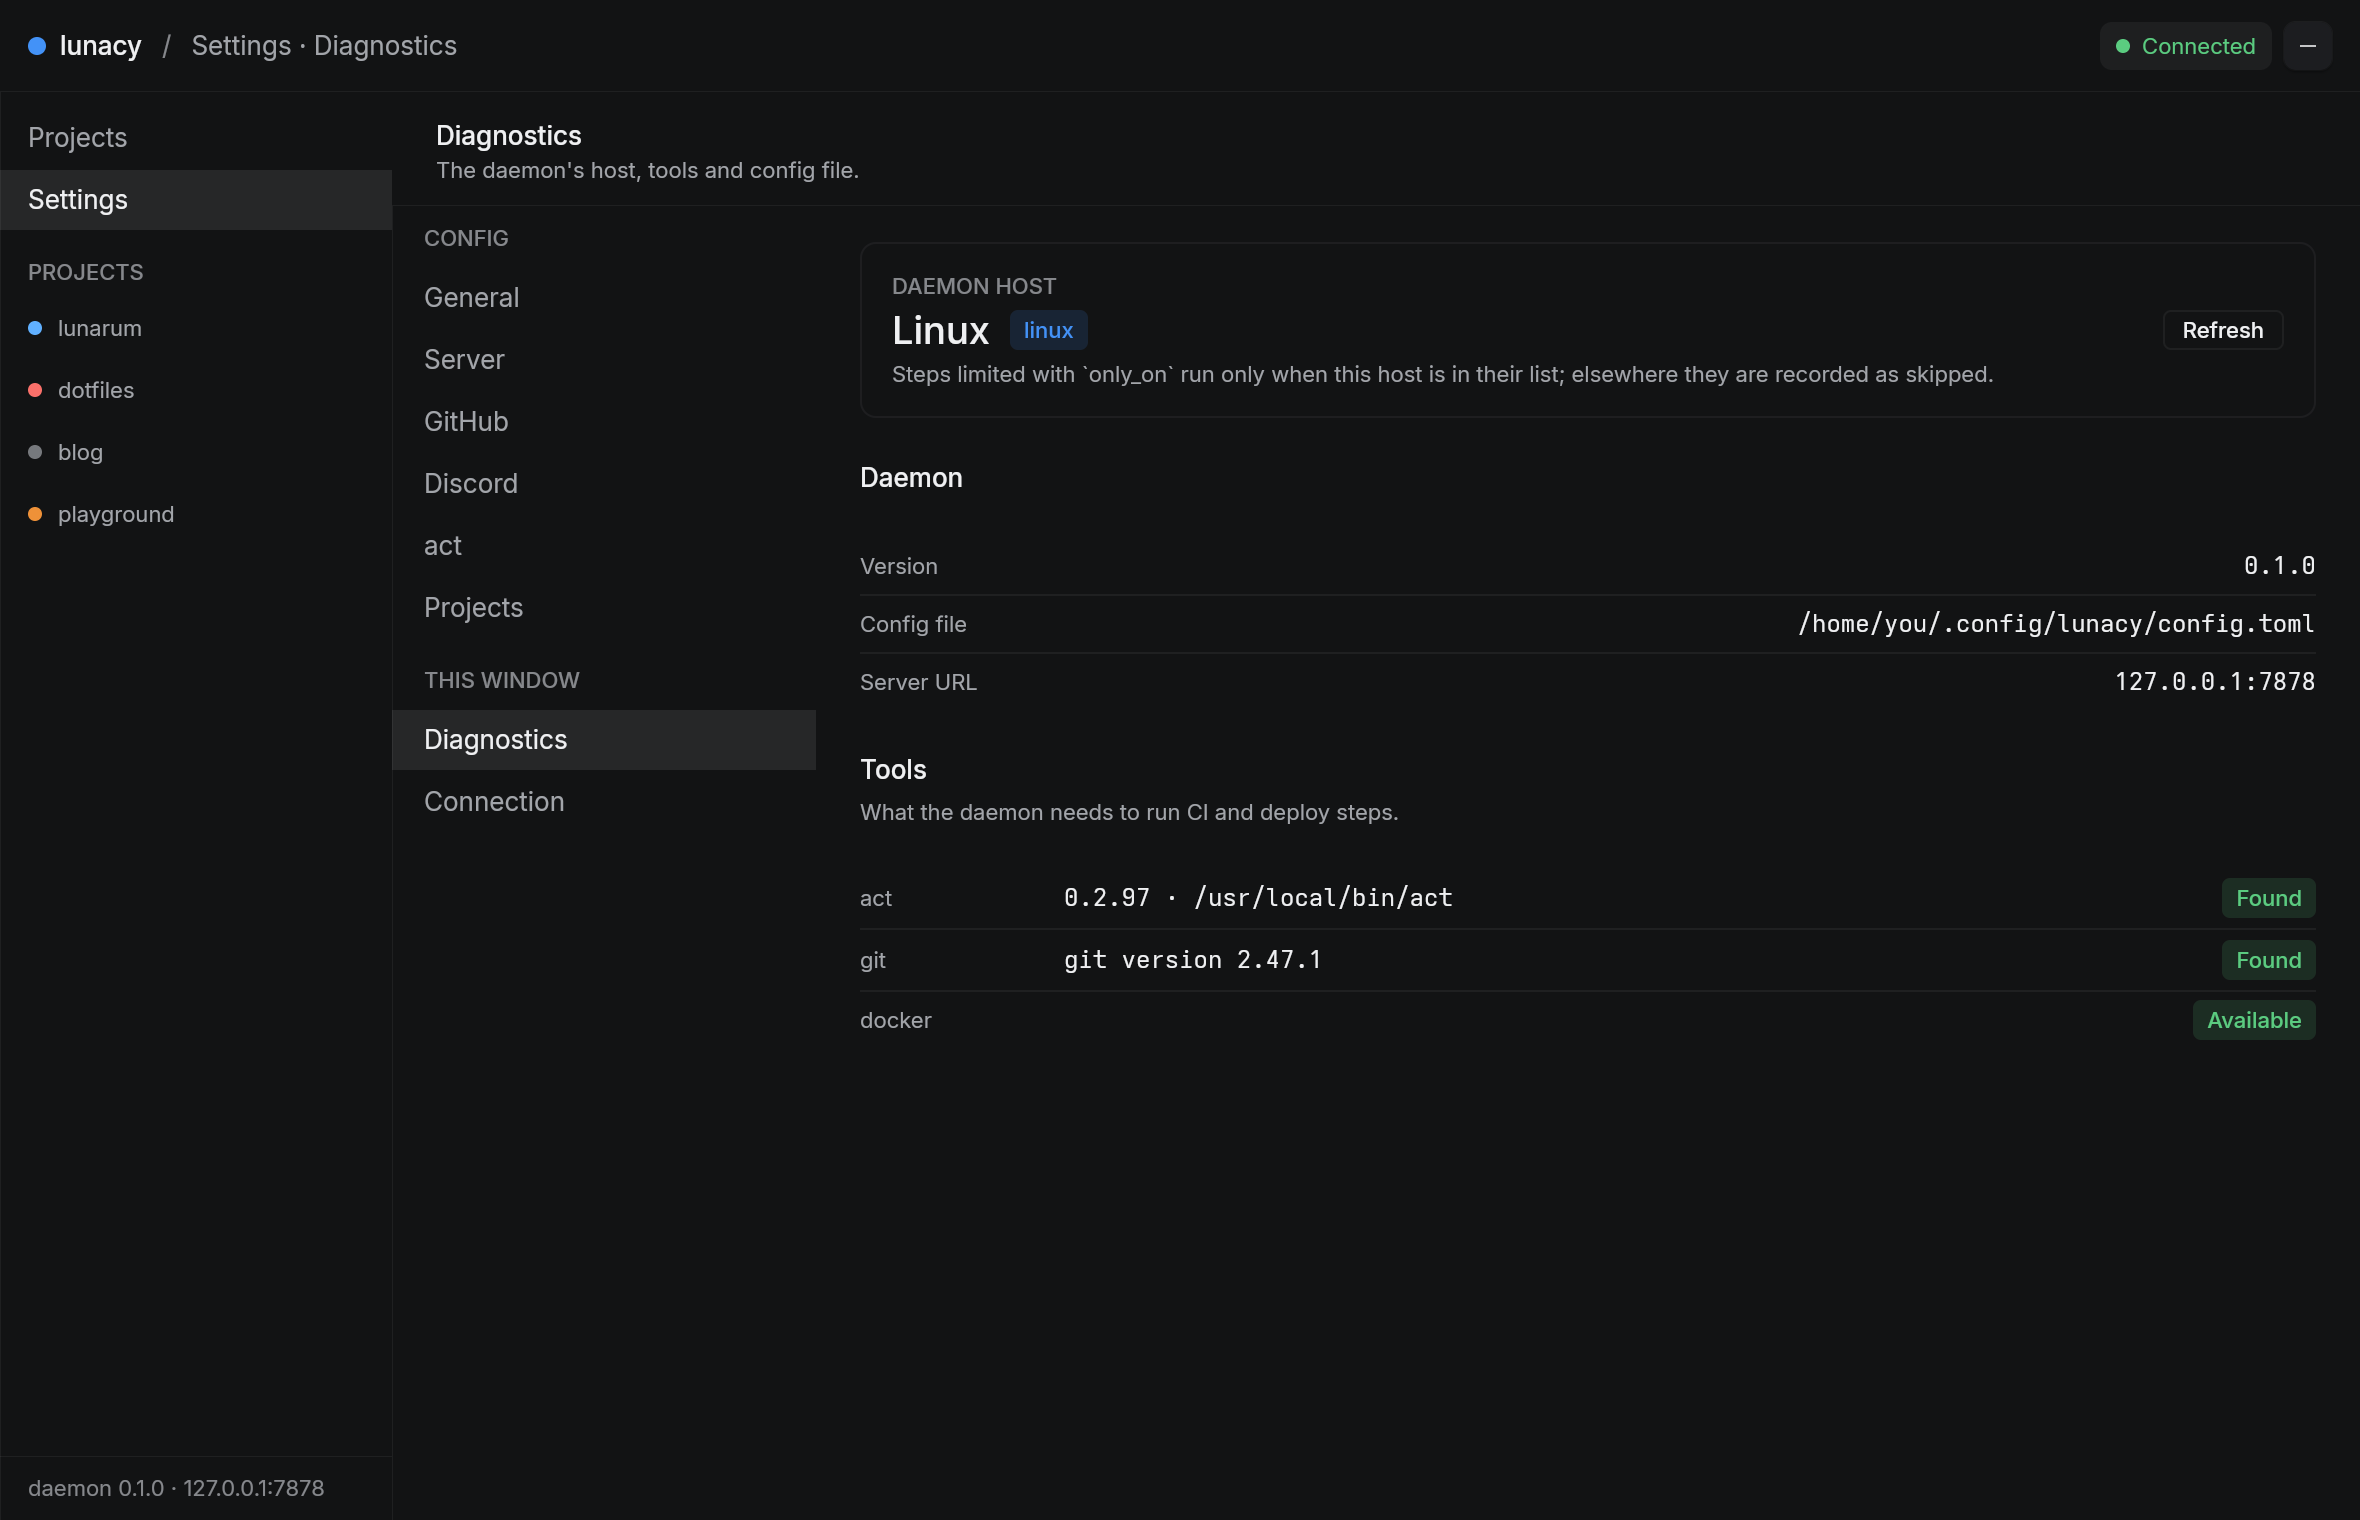 lunacy / Settings · Diagnostics
Connected
Projects
Settings
PROJECTS
lunarum
dotfiles
blog
playground
daemon 0.1.0 · 127.0.0.1:7878
Diagnostics
The daemon's host, tools and config file.
CONFIG
General
Server
GitHub
Discord
act
Projects
THIS WINDOW
Diagnostics
Connection
DAEMON HOST
Linux linux
Refresh
Steps limited with `only_on` run only when this host is in their list; elsewhere they are recorded as skipped.
Daemon
Version 0.1.0
Config file /home/you/.config/lunacy/config.toml
Server URL 127.0.0.1:7878
Tools
What the daemon needs to run CI and deploy steps.
act 0.2.97 · /usr/local/bin/act Found
git git version 2.47.1 Found
docker Available